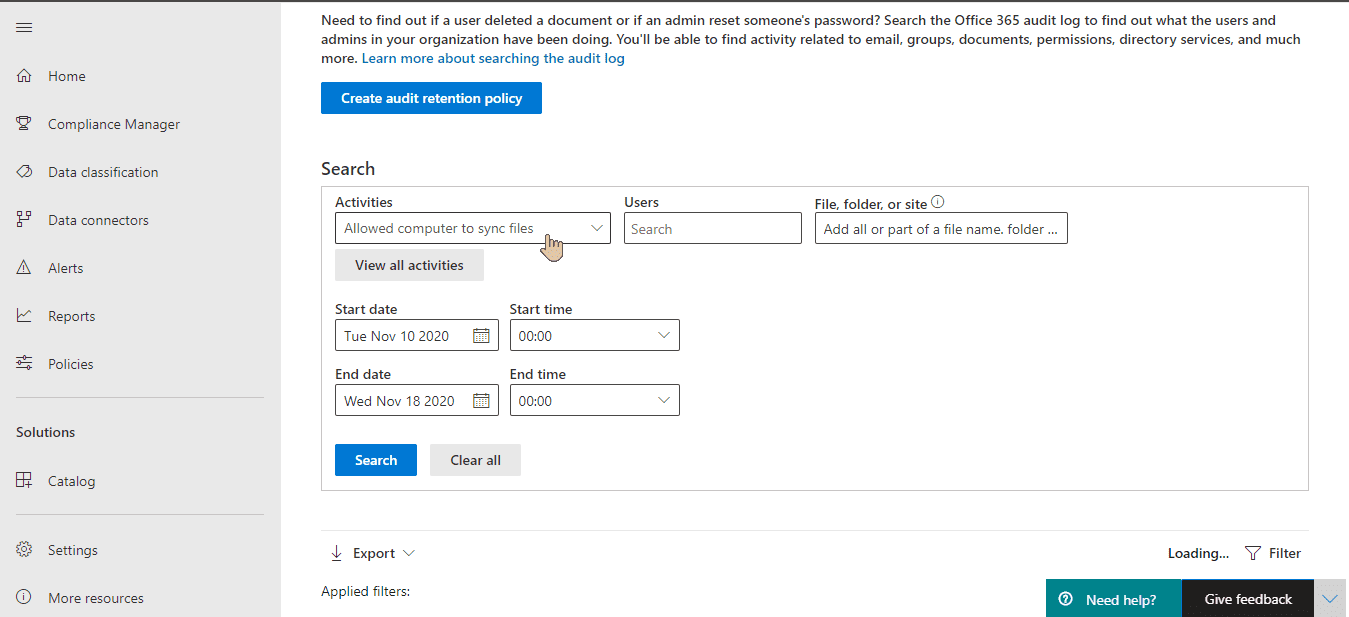 Need to find out if a user deleted a document or if an admin reset someone's password? Search the Office 365 audit log to find out what the users and
admins in your organization have been doing. You'll be able to find activity related to email, groups, documents, permissions, directory services, and much
more. Learn more about searching the audit log
Create audit retention policy
Home
Compliance Manager
Data classification
Data connectors
Alerts
Reports
Policies
Solutions
Catalog
Settings
More resources
Search
Activities
Users
File, folder, or site
Allowed computer to sync files
Search
Add all or part of a file name. folder ...
View all activities
Start date
Start time
Tue Nov 10 2020
00:00
End date
End time
Wed Nov 18 2020
00:00
Search
Clear all
Export
Loading...
Filter
Applied filters:
Need help?
Give feedback